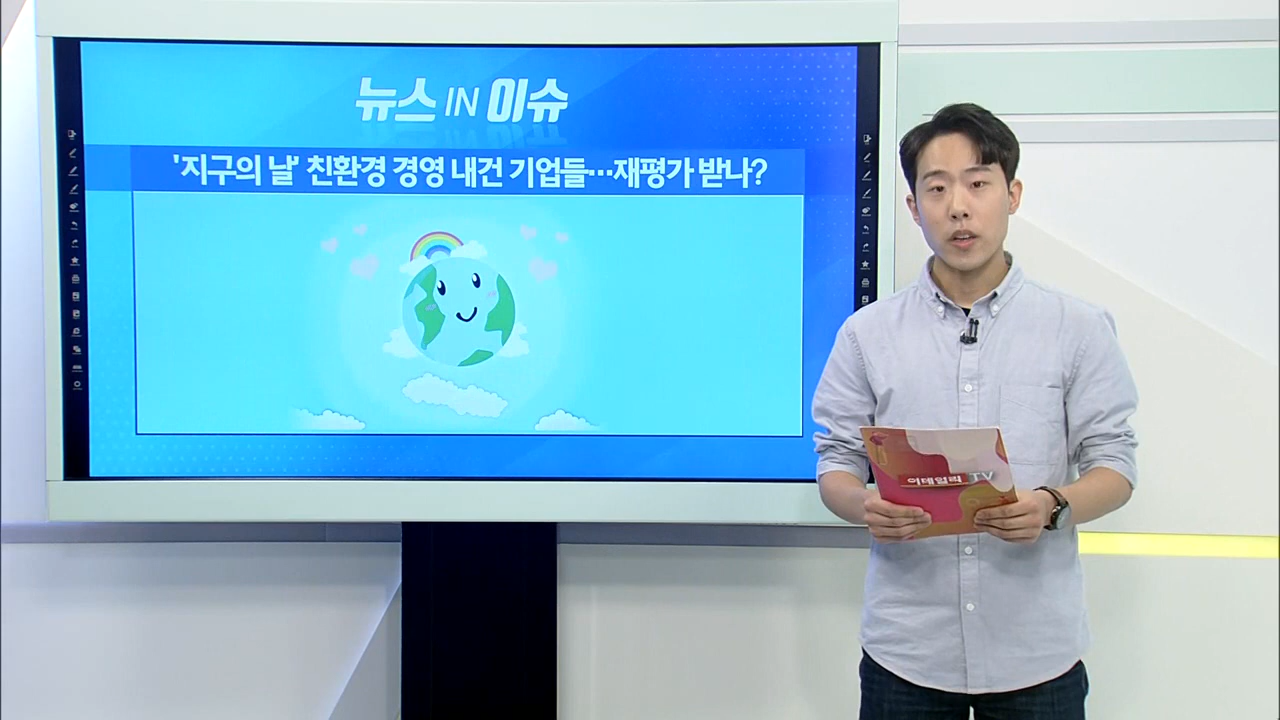 뉴스 IN 이슈
'지구의 날' 친환경 경영 내건 기업들…재평가 받나?
이데일리 TV